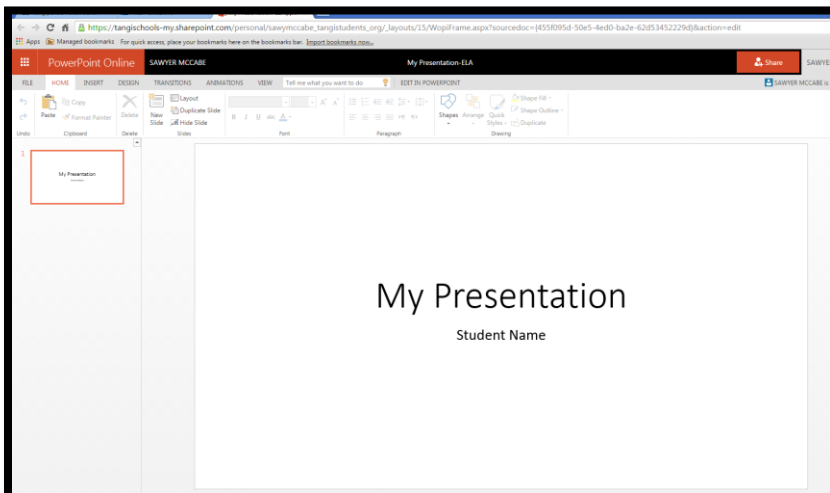 https://tangischools-my.sharepoint.com/personal/sawymccabe_tangistudents_org/_layouts/15/WopiFrame.aspx?sourcedoc={455f095d-50e5-4ed0-ba2e-62d53452229d}&action=edit
Apps Managed bookmarks For quick access, place your bookmarks here on the bookmarks bar. Import bookmarks now...
PowerPoint Online SAWYER MCCABE My Presentation-ELA Share SAWYE
FILE HOME INSERT DESIGN TRANSITIONS ANIMATIONS VIEW Tell me what you want to do EDIT IN POWERPOINT SAWYER MCCABE is
Paste Copy Format Painter Delete New Slide Layout Duplicate Slide Hide Slide B I U abc A Shapes Arrange Quick Styles Shape Fill Shape Outline Duplicate
Undo Clipboard Delete Slides Font Paragraph Drawing
1
My Presentation
My Presentation
Student Name